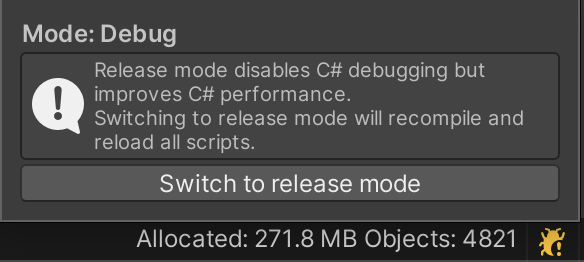 Mode: Debug
Release mode disables C# debugging but
improves C# performance.
Switching to release mode will recompile and
reload all scripts.
Switch to release mode
Allocated: 271.8 MB Objects: 4821